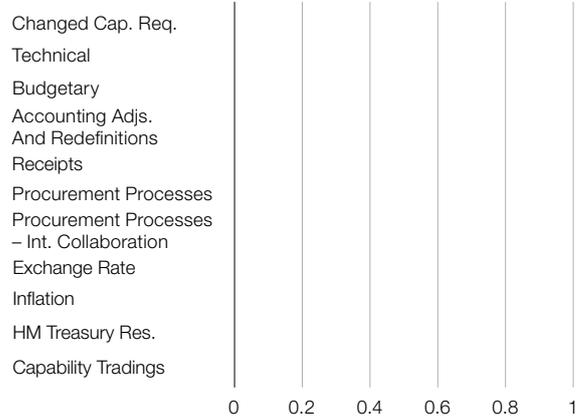 Changed Cap. Req.
Technical
Budgetary
Accounting Adjs.
And Redefinitions
Receipts
Procurement Processes
Procurement Processes
– Int. Collaboration
Exchange Rate
Inflation
HM Treasury Res.
Capability Tradings
0 0.2 0.4 0.6 0.8 1